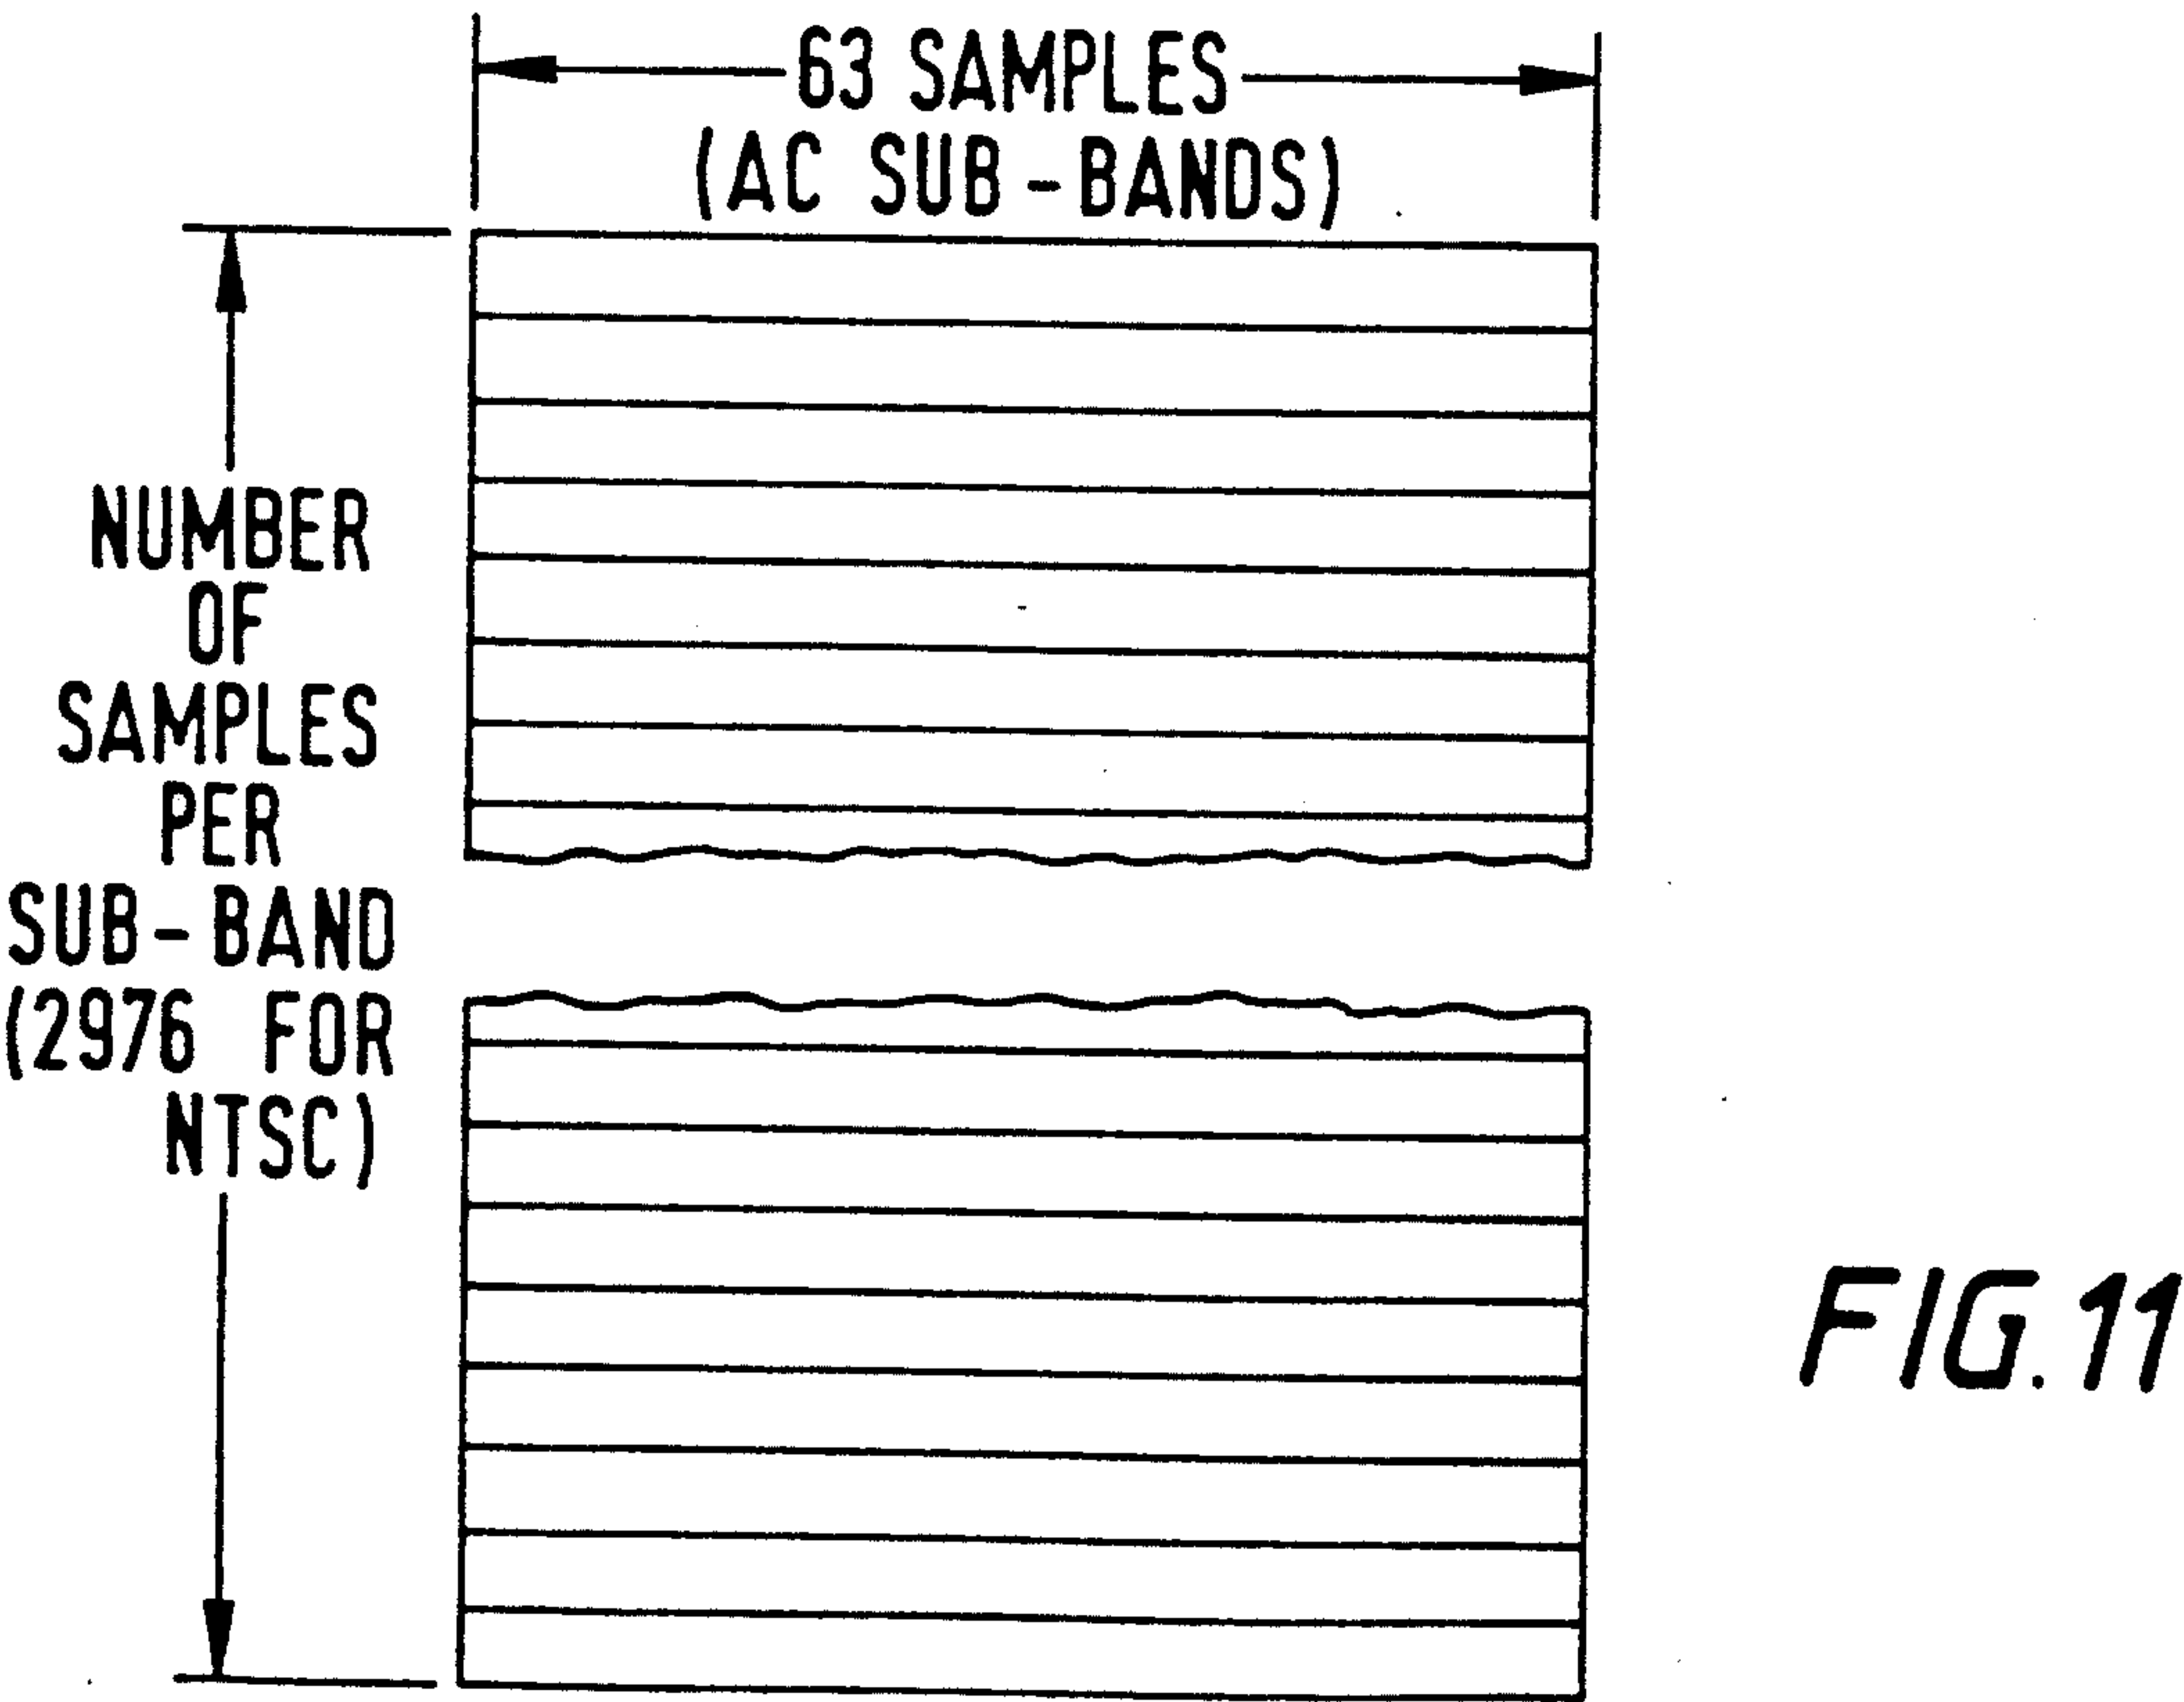 63 SAMPLES
(AC SUB-BANDS)
NUMBER
OF
SAMPLES
PER
SUB-BAND
(2976 FOR
NTSC)
FIG.11